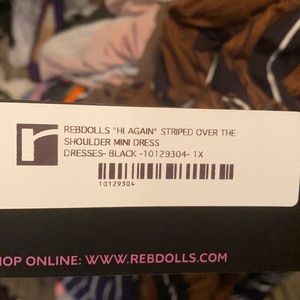 r
REBDOLLS "HI AGAIN" STRIPED OVER THE
SHOULDER MINI DRESS
DRESSES- BLACK -10129304- 1X
10129304
HOP ONLINE: WWW.REBDOLLS.COM